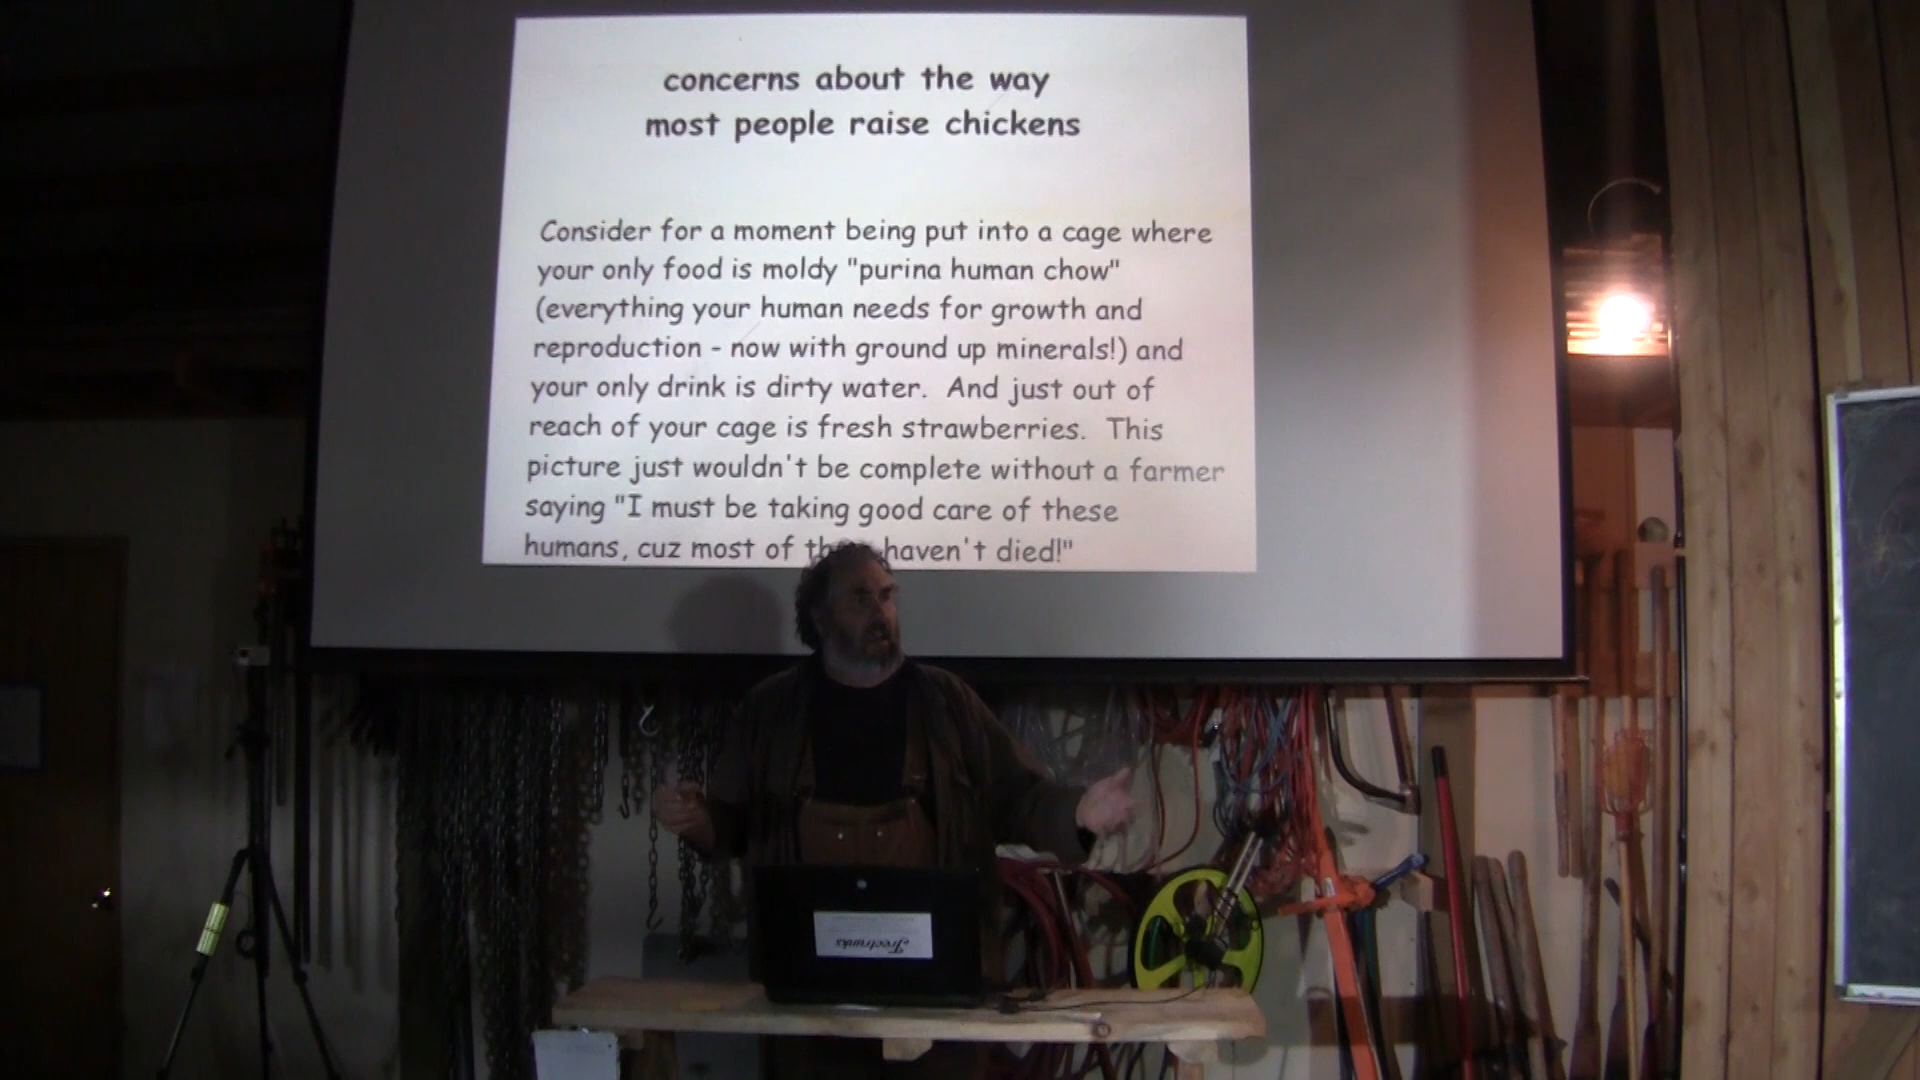 concerns about the way
most people raise chickens
Consider for a moment being put into a cage where
your only food is moldy "purina human chow"
(everything your human needs for growth and
reproduction - now with ground up minerals!) and
your only drink is dirty water. And just out of
reach of your cage is fresh strawberries. This
picture just wouldn't be complete without a farmer
saying "I must be taking good care of these
humans, cuz most of haven't died!"
Freetronks